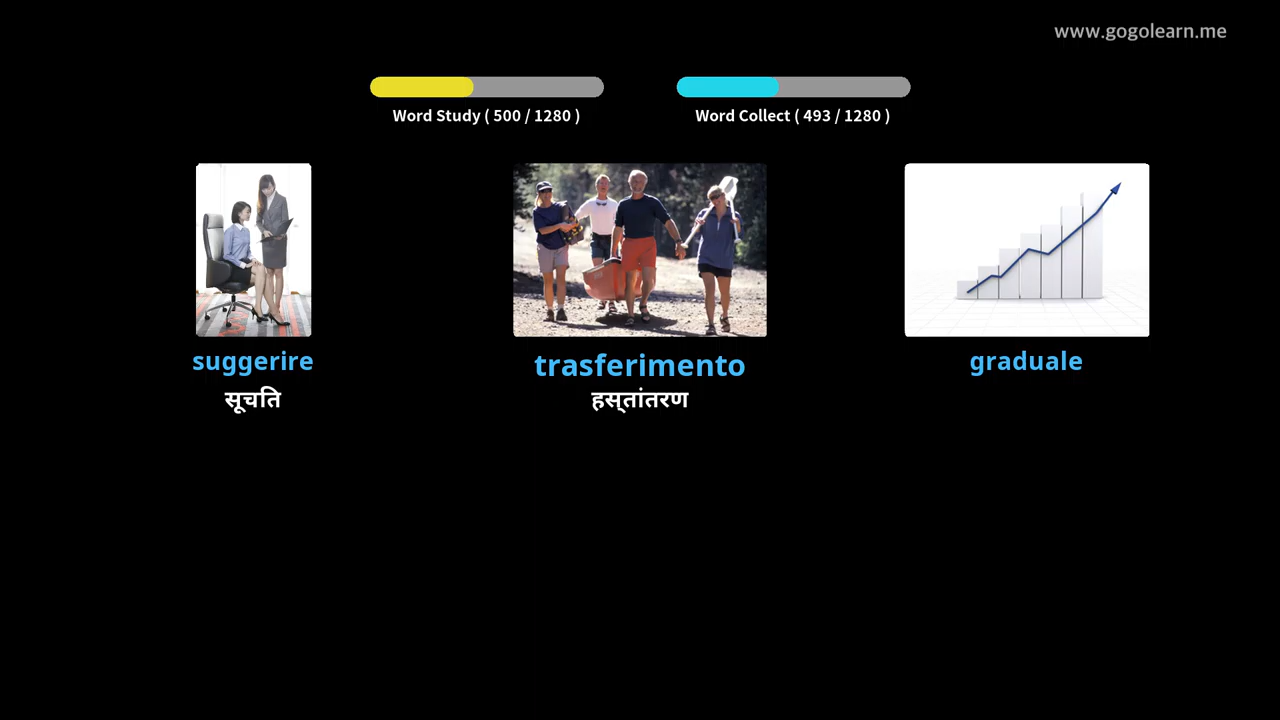 www.gogolearn.me
Word Study ( 500 / 1280 )
Word Collect ( 493 / 1280 )
suggerire
trasferimento
graduale
सूचति
हस्तांतरण